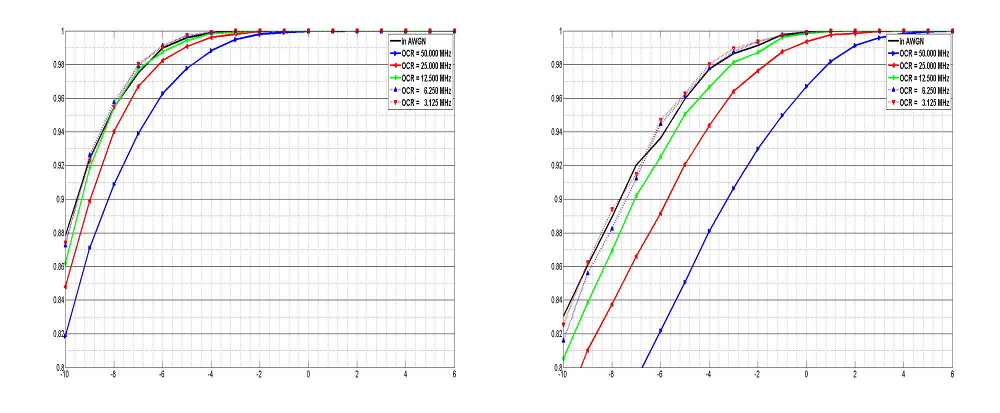 1
0.98
0.96
0.94
0.92
0.9
0.88
0.86
0.84
0.82
0.8
-10 -8 -6 -4 -2 0 2 4 6
in AWGN
OCR = 50.000 MHz
OCR = 25.000 MHz
OCR = 12.500 MHz
OCR = 6.250 MHz
OCR = 3.125 MHz
1
0.98
0.96
0.94
0.92
0.9
0.88
0.86
0.84
0.82
0.8
-10 -8 -6 -4 -2 0 2 4 6
in AWGN
OCR = 50.000 MHz
OCR = 25.000 MHz
OCR = 12.500 MHz
OCR = 6.250 MHz
OCR = 3.125 MHz